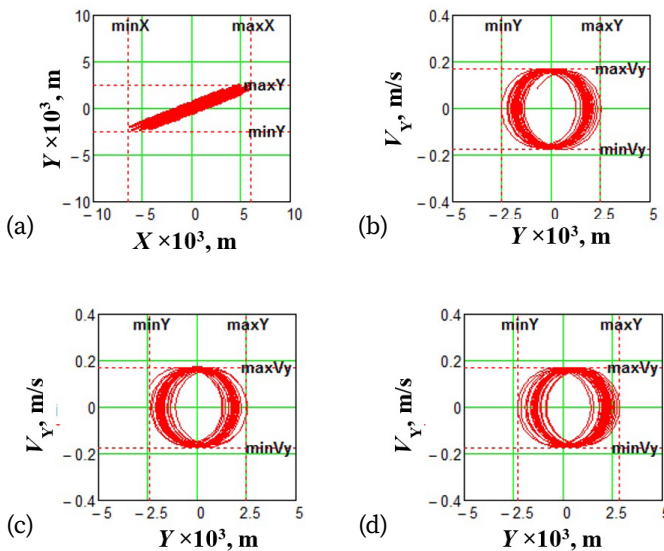 10
minX
maxX
5
maxY
0
minY
−5
−10
−10
−5
0
5
10
Y ×10³, m
X ×10³, m
(a)
0.4
minY
maxY
0.2
maxVy
0
−0.2
minVy
−0.4
−5
−2.5
0
2.5
5
V_Y, m/s
Y ×10³, m
(b)
0.4
minY
maxY
0.2
maxVy
0
−0.2
minVy
−0.4
−5
−2.5
0
2.5
5
V_Y, m/s
Y ×10³, m
(c)
0.4
minY
maxY
0.2
maxVy
0
−0.2
minVy
−0.4
−5
−2.5
0
2.5
5
V_Y, m/s
Y ×10³, m
(d)